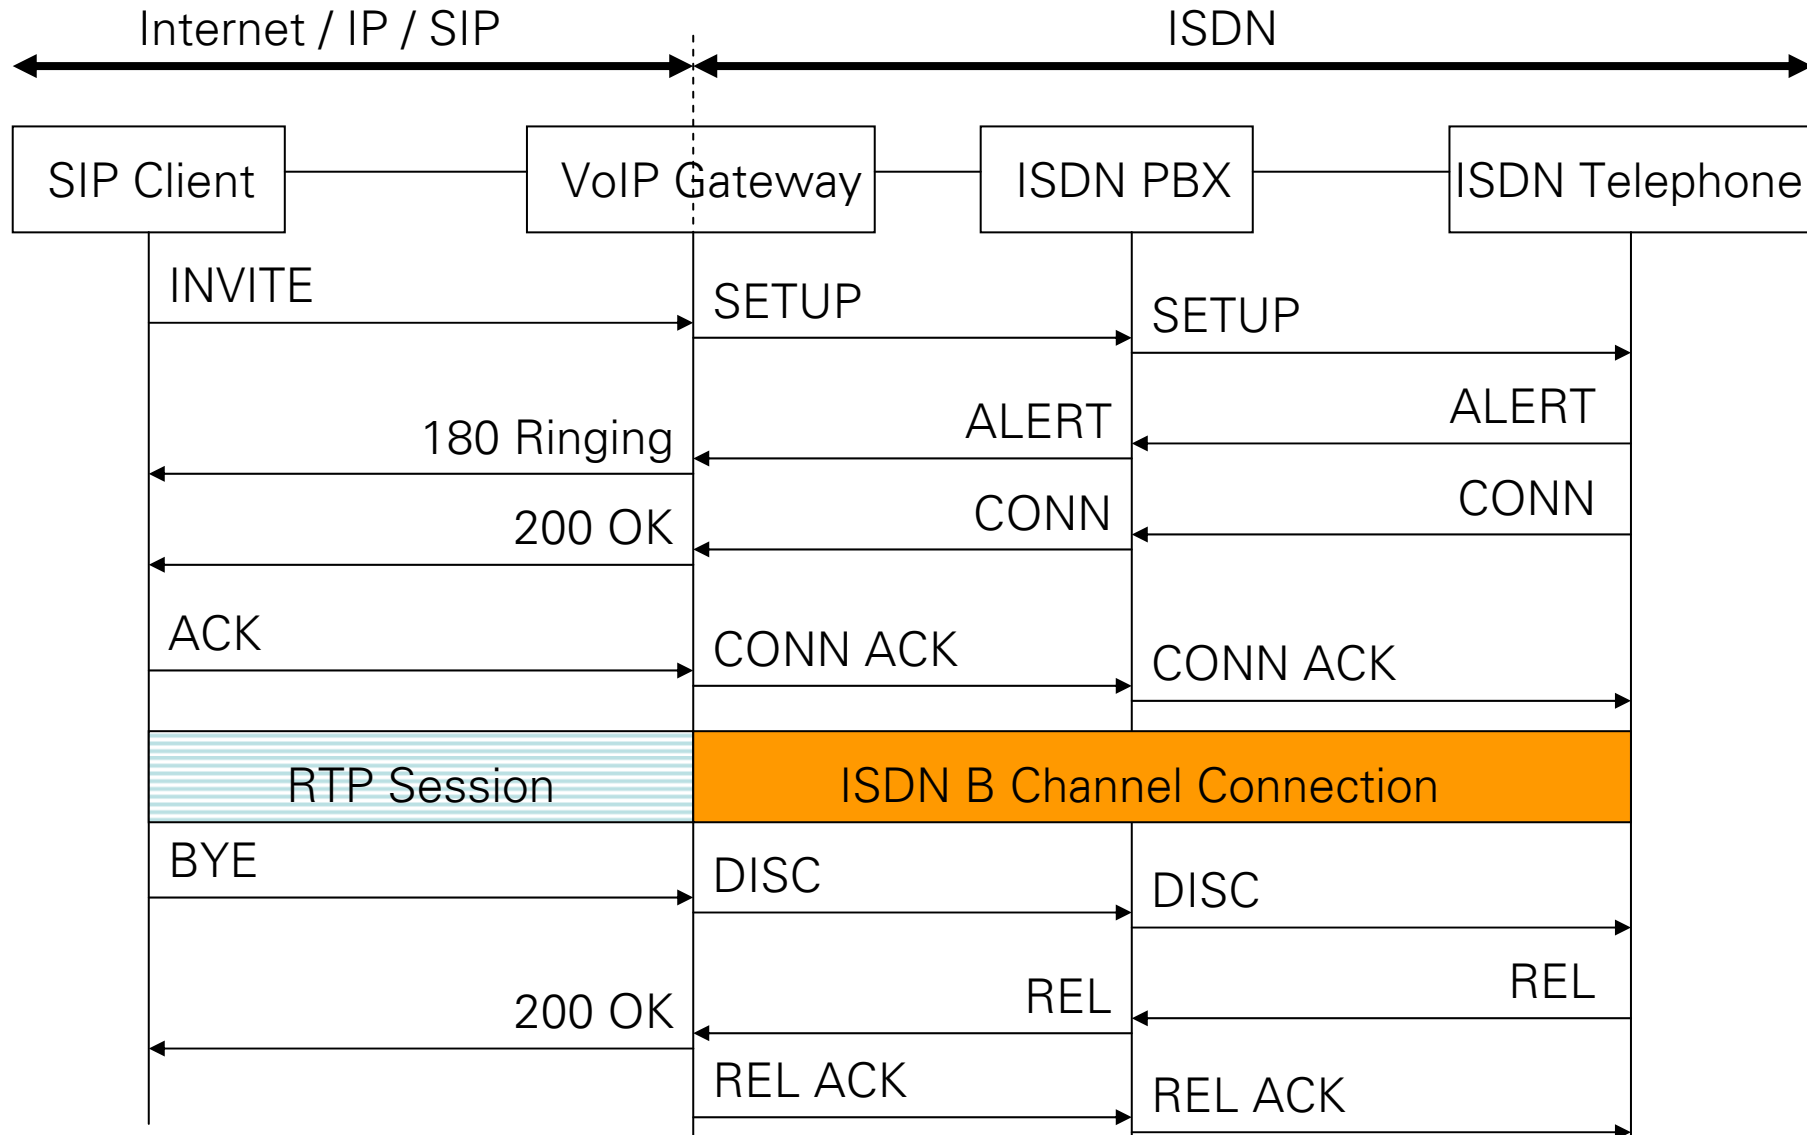 Internet / IP / SIP
ISDN
SIP Client
VoIP Gateway
ISDN PBX
ISDN Telephone
INVITE
SETUP
SETUP
ALERT
ALERT
180 Ringing
CONN
CONN
200 OK
ACK
CONN ACK
CONN ACK
RTP Session
ISDN B Channel Connection
BYE
DISC
DISC
REL
REL
200 OK
REL ACK
REL ACK